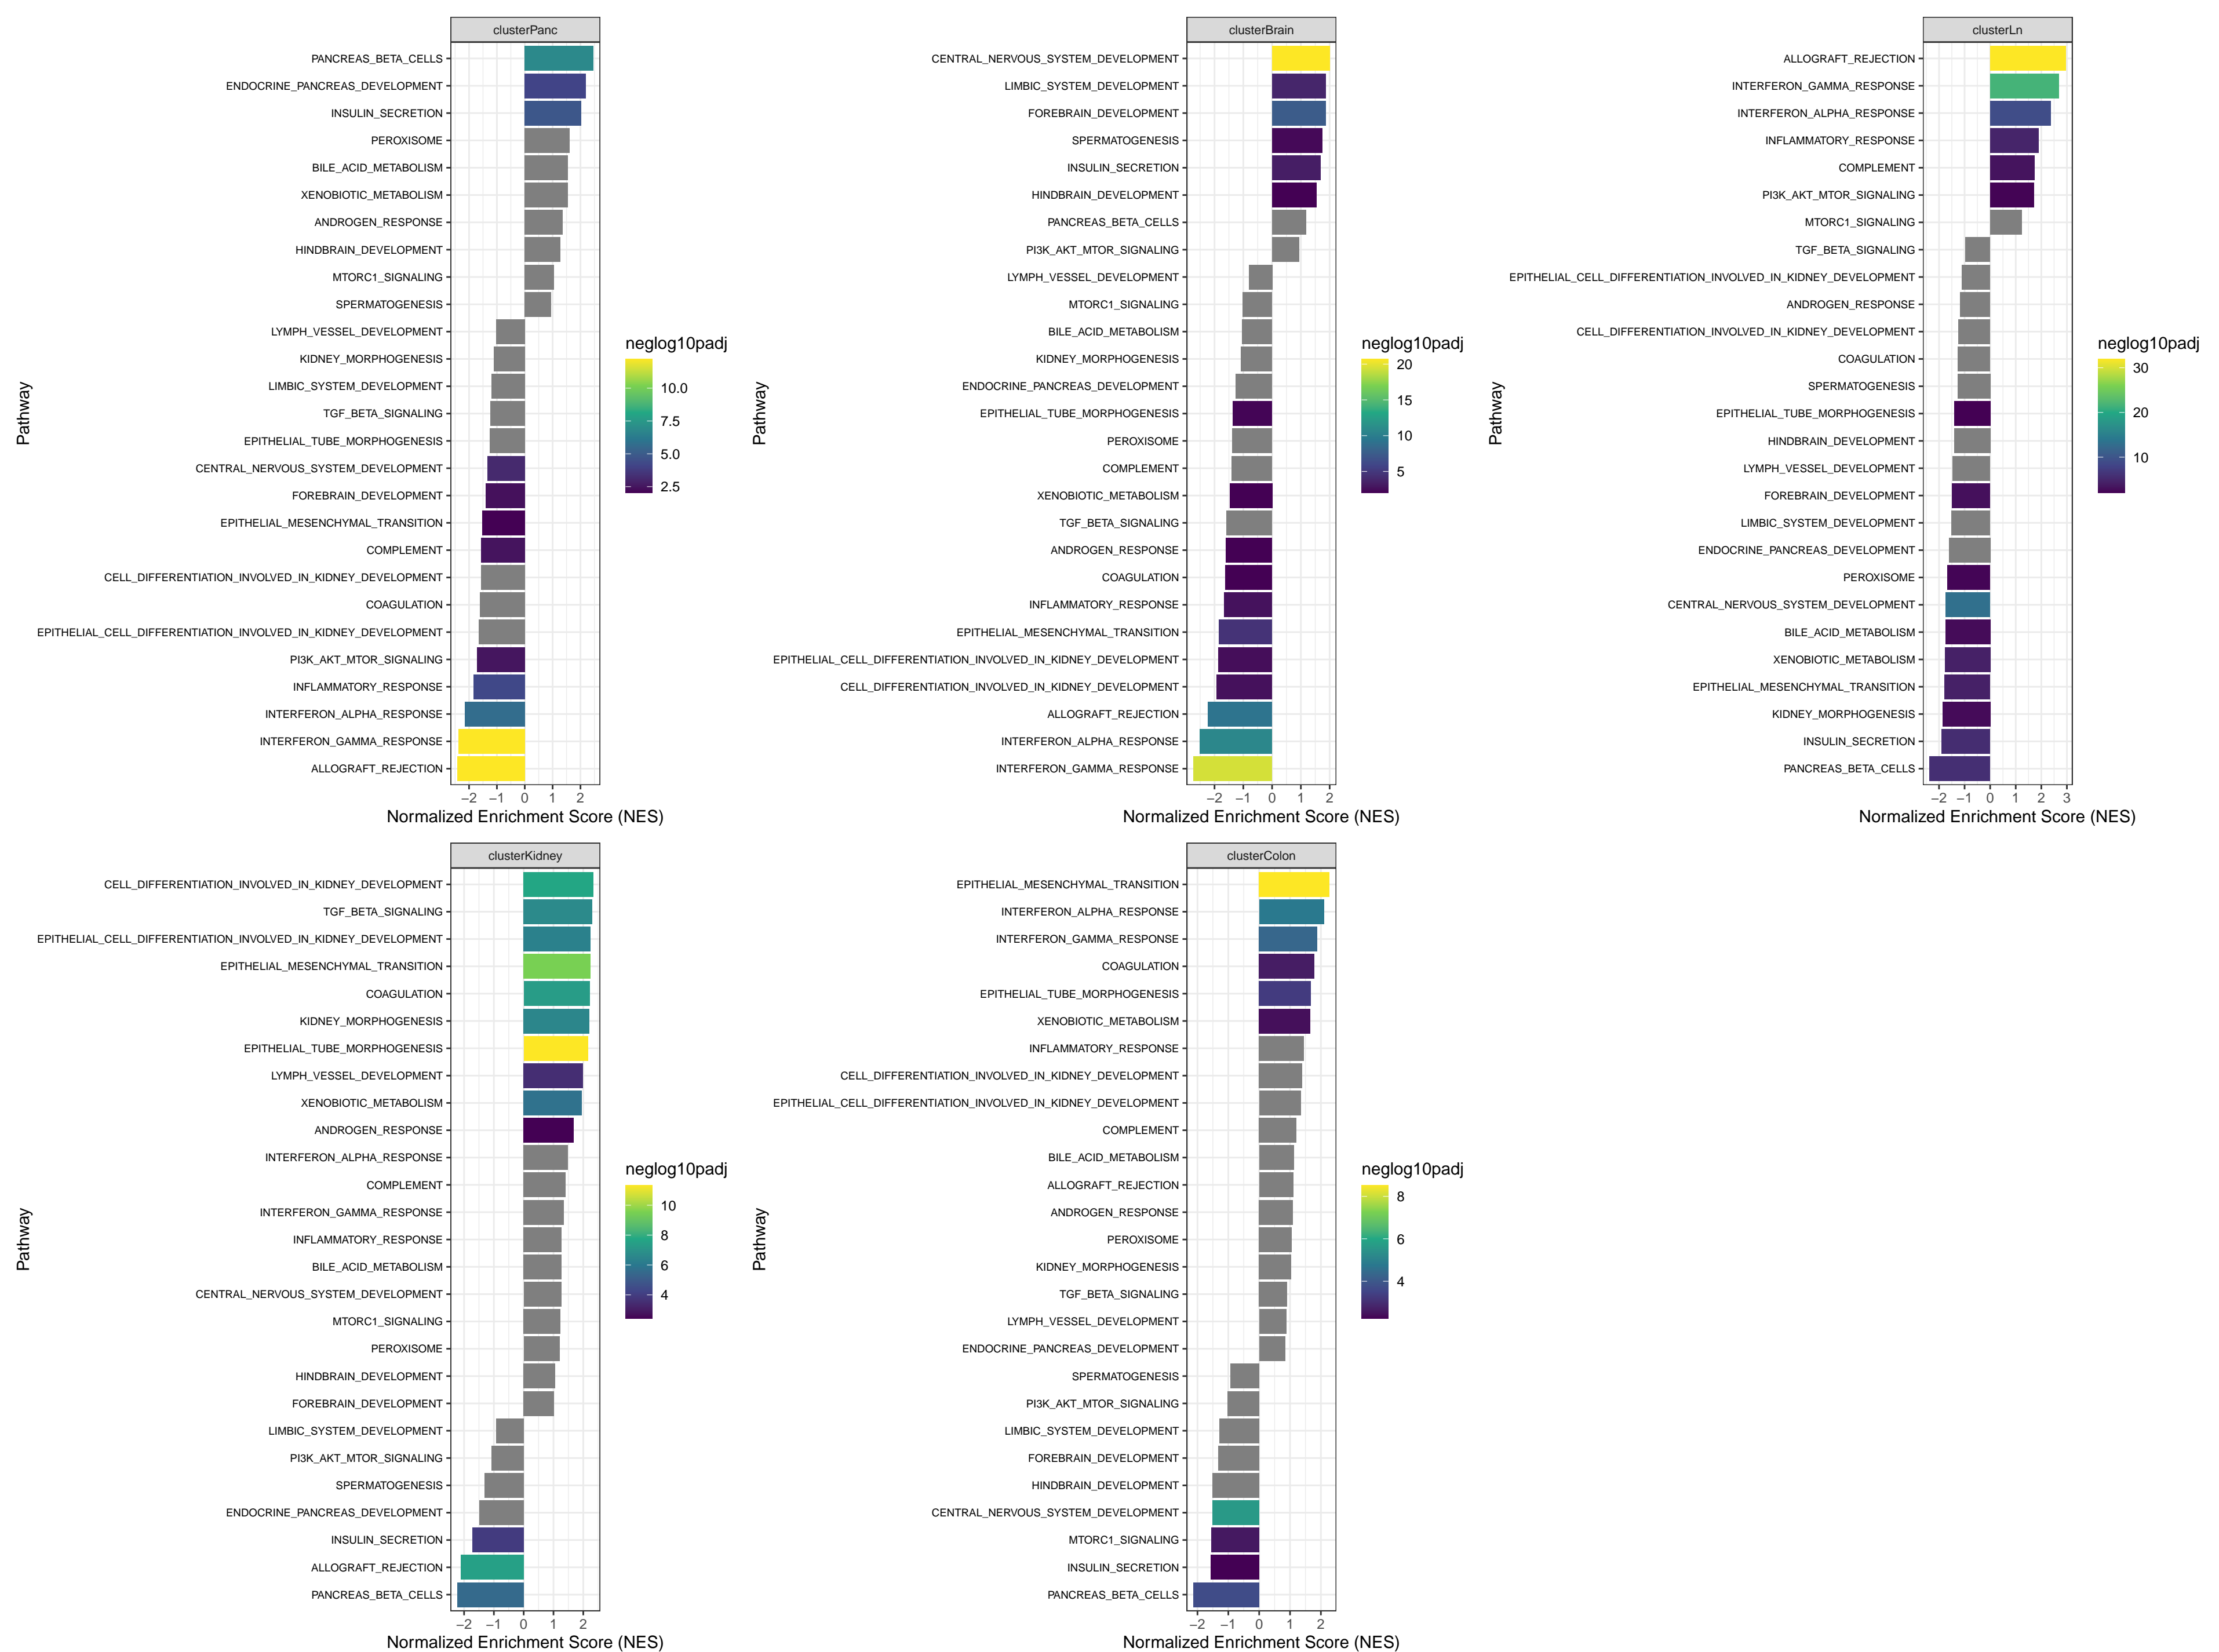 clusterPanc
PANCREAS_BETA_CELLS
ENDOCRINE_PANCREAS_DEVELOPMENT
INSULIN_SECRETION
PEROXISOME
BILE_ACID_METABOLISM
XENOBIOTIC_METABOLISM
ANDROGEN_RESPONSE
HINDBRAIN_DEVELOPMENT
MTORC1_SIGNALING
SPERMATOGENESIS
LYMPH_VESSEL_DEVELOPMENT
KIDNEY_MORPHOGENESIS
LIMBIC_SYSTEM_DEVELOPMENT
TGF_BETA_SIGNALING
EPITHELIAL_TUBE_MORPHOGENESIS
CENTRAL_NERVOUS_SYSTEM_DEVELOPMENT
FOREBRAIN_DEVELOPMENT
EPITHELIAL_MESENCHYMAL_TRANSITION
COMPLEMENT
CELL_DIFFERENTIATION_INVOLVED_IN_KIDNEY_DEVELOPMENT
COAGULATION
EPITHELIAL_CELL_DIFFERENTIATION_INVOLVED_IN_KIDNEY_DEVELOPMENT
PI3K_AKT_MTOR_SIGNALING
INFLAMMATORY_RESPONSE
INTERFERON_ALPHA_RESPONSE
INTERFERON_GAMMA_RESPONSE
ALLOGRAFT_REJECTION
Pathway
−2 −1 0 1 2
Normalized Enrichment Score (NES)
neglog10padj
10.0
7.5
5.0
2.5
clusterBrain
CENTRAL_NERVOUS_SYSTEM_DEVELOPMENT
LIMBIC_SYSTEM_DEVELOPMENT
FOREBRAIN_DEVELOPMENT
SPERMATOGENESIS
INSULIN_SECRETION
HINDBRAIN_DEVELOPMENT
PANCREAS_BETA_CELLS
PI3K_AKT_MTOR_SIGNALING
LYMPH_VESSEL_DEVELOPMENT
MTORC1_SIGNALING
BILE_ACID_METABOLISM
KIDNEY_MORPHOGENESIS
ENDOCRINE_PANCREAS_DEVELOPMENT
EPITHELIAL_TUBE_MORPHOGENESIS
PEROXISOME
COMPLEMENT
XENOBIOTIC_METABOLISM
TGF_BETA_SIGNALING
ANDROGEN_RESPONSE
COAGULATION
INFLAMMATORY_RESPONSE
EPITHELIAL_MESENCHYMAL_TRANSITION
EPITHELIAL_CELL_DIFFERENTIATION_INVOLVED_IN_KIDNEY_DEVELOPMENT
CELL_DIFFERENTIATION_INVOLVED_IN_KIDNEY_DEVELOPMENT
ALLOGRAFT_REJECTION
INTERFERON_ALPHA_RESPONSE
INTERFERON_GAMMA_RESPONSE
Pathway
−2 −1 0 1 2
Normalized Enrichment Score (NES)
neglog10padj
20
15
10
5
clusterLn
ALLOGRAFT_REJECTION
INTERFERON_GAMMA_RESPONSE
INTERFERON_ALPHA_RESPONSE
INFLAMMATORY_RESPONSE
COMPLEMENT
PI3K_AKT_MTOR_SIGNALING
MTORC1_SIGNALING
TGF_BETA_SIGNALING
EPITHELIAL_CELL_DIFFERENTIATION_INVOLVED_IN_KIDNEY_DEVELOPMENT
ANDROGEN_RESPONSE
CELL_DIFFERENTIATION_INVOLVED_IN_KIDNEY_DEVELOPMENT
COAGULATION
SPERMATOGENESIS
EPITHELIAL_TUBE_MORPHOGENESIS
HINDBRAIN_DEVELOPMENT
LYMPH_VESSEL_DEVELOPMENT
FOREBRAIN_DEVELOPMENT
LIMBIC_SYSTEM_DEVELOPMENT
ENDOCRINE_PANCREAS_DEVELOPMENT
PEROXISOME
CENTRAL_NERVOUS_SYSTEM_DEVELOPMENT
BILE_ACID_METABOLISM
XENOBIOTIC_METABOLISM
EPITHELIAL_MESENCHYMAL_TRANSITION
KIDNEY_MORPHOGENESIS
INSULIN_SECRETION
PANCREAS_BETA_CELLS
Pathway
−2 −1 0 1 2 3
Normalized Enrichment Score (NES)
neglog10padj
30
20
10
clusterKidney
CELL_DIFFERENTIATION_INVOLVED_IN_KIDNEY_DEVELOPMENT
TGF_BETA_SIGNALING
EPITHELIAL_CELL_DIFFERENTIATION_INVOLVED_IN_KIDNEY_DEVELOPMENT
EPITHELIAL_MESENCHYMAL_TRANSITION
COAGULATION
KIDNEY_MORPHOGENESIS
EPITHELIAL_TUBE_MORPHOGENESIS
LYMPH_VESSEL_DEVELOPMENT
XENOBIOTIC_METABOLISM
ANDROGEN_RESPONSE
INTERFERON_ALPHA_RESPONSE
COMPLEMENT
INTERFERON_GAMMA_RESPONSE
INFLAMMATORY_RESPONSE
BILE_ACID_METABOLISM
CENTRAL_NERVOUS_SYSTEM_DEVELOPMENT
MTORC1_SIGNALING
PEROXISOME
HINDBRAIN_DEVELOPMENT
FOREBRAIN_DEVELOPMENT
LIMBIC_SYSTEM_DEVELOPMENT
PI3K_AKT_MTOR_SIGNALING
SPERMATOGENESIS
ENDOCRINE_PANCREAS_DEVELOPMENT
INSULIN_SECRETION
ALLOGRAFT_REJECTION
PANCREAS_BETA_CELLS
Pathway
−2 −1 0 1 2
Normalized Enrichment Score (NES)
neglog10padj
10
8
6
4
clusterColon
EPITHELIAL_MESENCHYMAL_TRANSITION
INTERFERON_ALPHA_RESPONSE
INTERFERON_GAMMA_RESPONSE
COAGULATION
EPITHELIAL_TUBE_MORPHOGENESIS
XENOBIOTIC_METABOLISM
INFLAMMATORY_RESPONSE
CELL_DIFFERENTIATION_INVOLVED_IN_KIDNEY_DEVELOPMENT
EPITHELIAL_CELL_DIFFERENTIATION_INVOLVED_IN_KIDNEY_DEVELOPMENT
COMPLEMENT
BILE_ACID_METABOLISM
ALLOGRAFT_REJECTION
ANDROGEN_RESPONSE
PEROXISOME
KIDNEY_MORPHOGENESIS
TGF_BETA_SIGNALING
LYMPH_VESSEL_DEVELOPMENT
ENDOCRINE_PANCREAS_DEVELOPMENT
SPERMATOGENESIS
PI3K_AKT_MTOR_SIGNALING
LIMBIC_SYSTEM_DEVELOPMENT
FOREBRAIN_DEVELOPMENT
HINDBRAIN_DEVELOPMENT
CENTRAL_NERVOUS_SYSTEM_DEVELOPMENT
MTORC1_SIGNALING
INSULIN_SECRETION
PANCREAS_BETA_CELLS
Pathway
−2 −1 0 1 2
Normalized Enrichment Score (NES)
neglog10padj
8
6
4